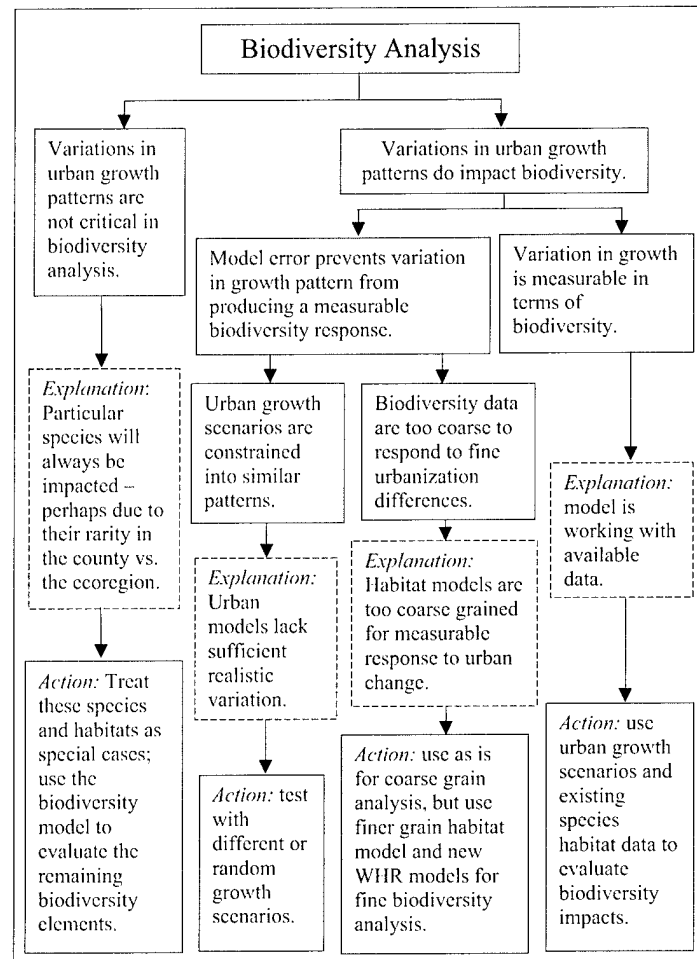 Biodiversity Analysis
Variations in
urban growth
patterns are
not critical in
biodiversity
analysis.
Variations in urban growth
patterns do impact biodiversity.
Model error prevents variation
in growth pattern from
producing a measurable
biodiversity response.
Variation in growth
is measurable in
terms of
biodiversity.
Explanation:
Particular
species will
always be
impacted –
perhaps due to
their rarity in
the county vs.
the ecoregion.
Urban growth
scenarios are
constrained
into similar
patterns.
Biodiversity data
are too coarse to
respond to fine
urbanization
differences.
Explanation:
model is
working with
available
data.
Explanation:
Urban
models lack
sufficient
realistic
variation.
Explanation:
Habitat models are
too coarse grained
for measurable
response to urban
change.
Action: Treat
these species
and habitats as
special cases;
use the
biodiversity
model to
evaluate the
remaining
biodiversity
elements.
Action: test
with
different or
random
growth
scenarios.
Action: use as is
for coarse grain
analysis, but use
finer grain habitat
model and new
WHR models for
fine biodiversity
analysis.
Action: use
urban growth
scenarios and
existing
species
habitat data to
evaluate
biodiversity
impacts.